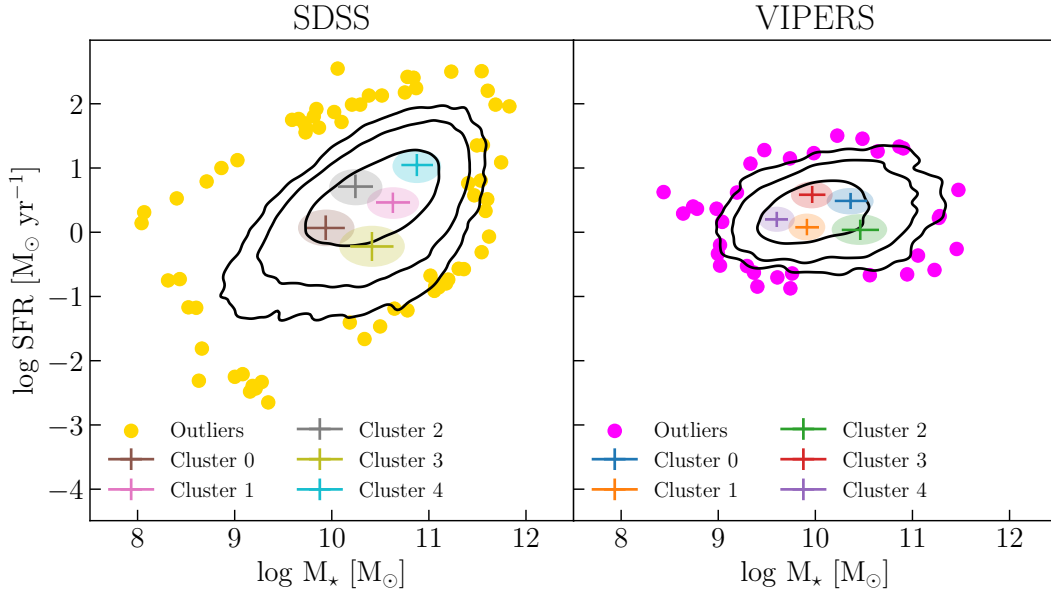 SDSS
VIPERS
log SFR [M⊙ yr−1]
2
1
0
−1
−2
−3
−4
Outliers
Cluster 0
Cluster 1
Cluster 2
Cluster 3
Cluster 4
Outliers
Cluster 0
Cluster 1
Cluster 2
Cluster 3
Cluster 4
8 9 10 11 12
8 9 10 11 12
log M⋆ [M⊙]
log M⋆ [M⊙]